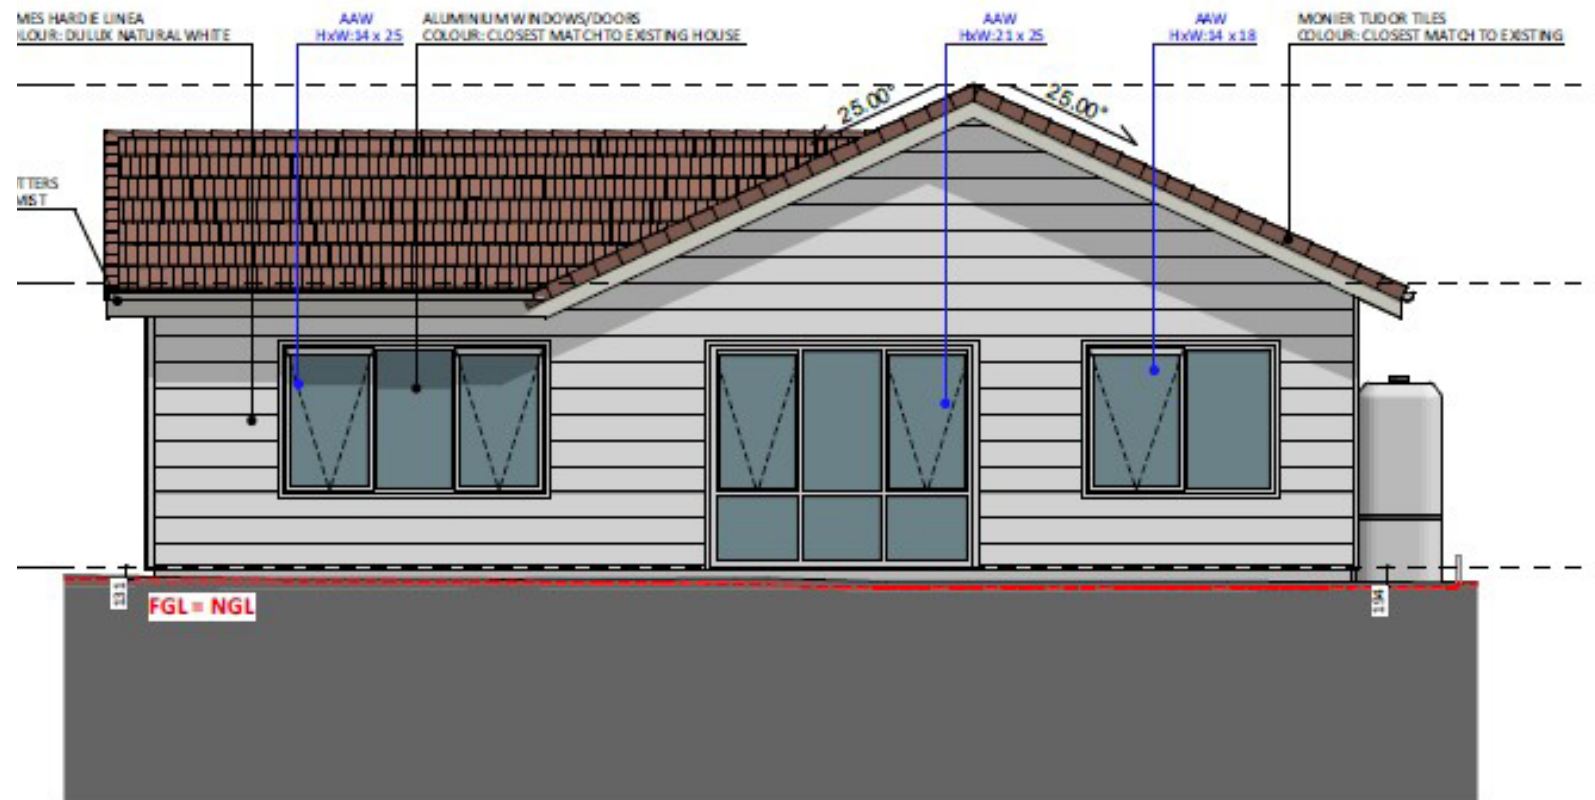 MES HARDIE LINEA
LOUR: DULUX NATURAL WHITE
AAW
HxW:14 x 25
ALUMINIUM WINDOWS/DOORS
COLOUR: CLOSEST MATCH TO EXISTING HOUSE
AAW
HxW:21 x 25
AAW
HxW:14 x 18
MONIER TUDOR TILES
COLOUR: CLOSEST MATCH TO EXISTING
25.00°
25.00°
TTERS
MIST
131
FGL = NGL
194